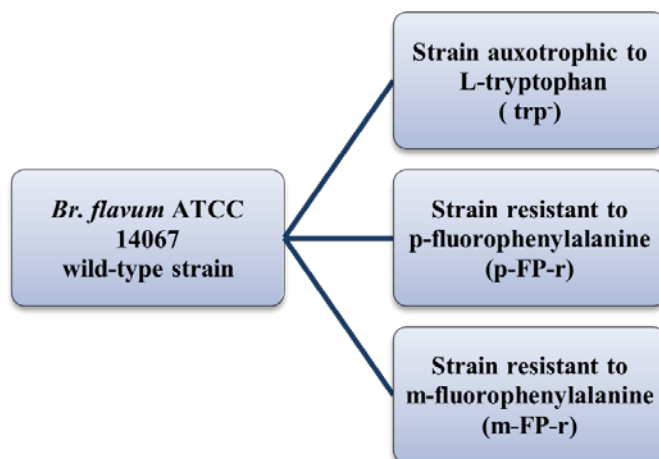 Strain auxotrophic to
L-tryptophan
( trp⁻)
Br. flavum ATCC
14067
wild-type strain
Strain resistant to
p-fluorophenylalanine
(p-FP-r)
Strain resistant to
m-fluorophenylalanine
(m-FP-r)